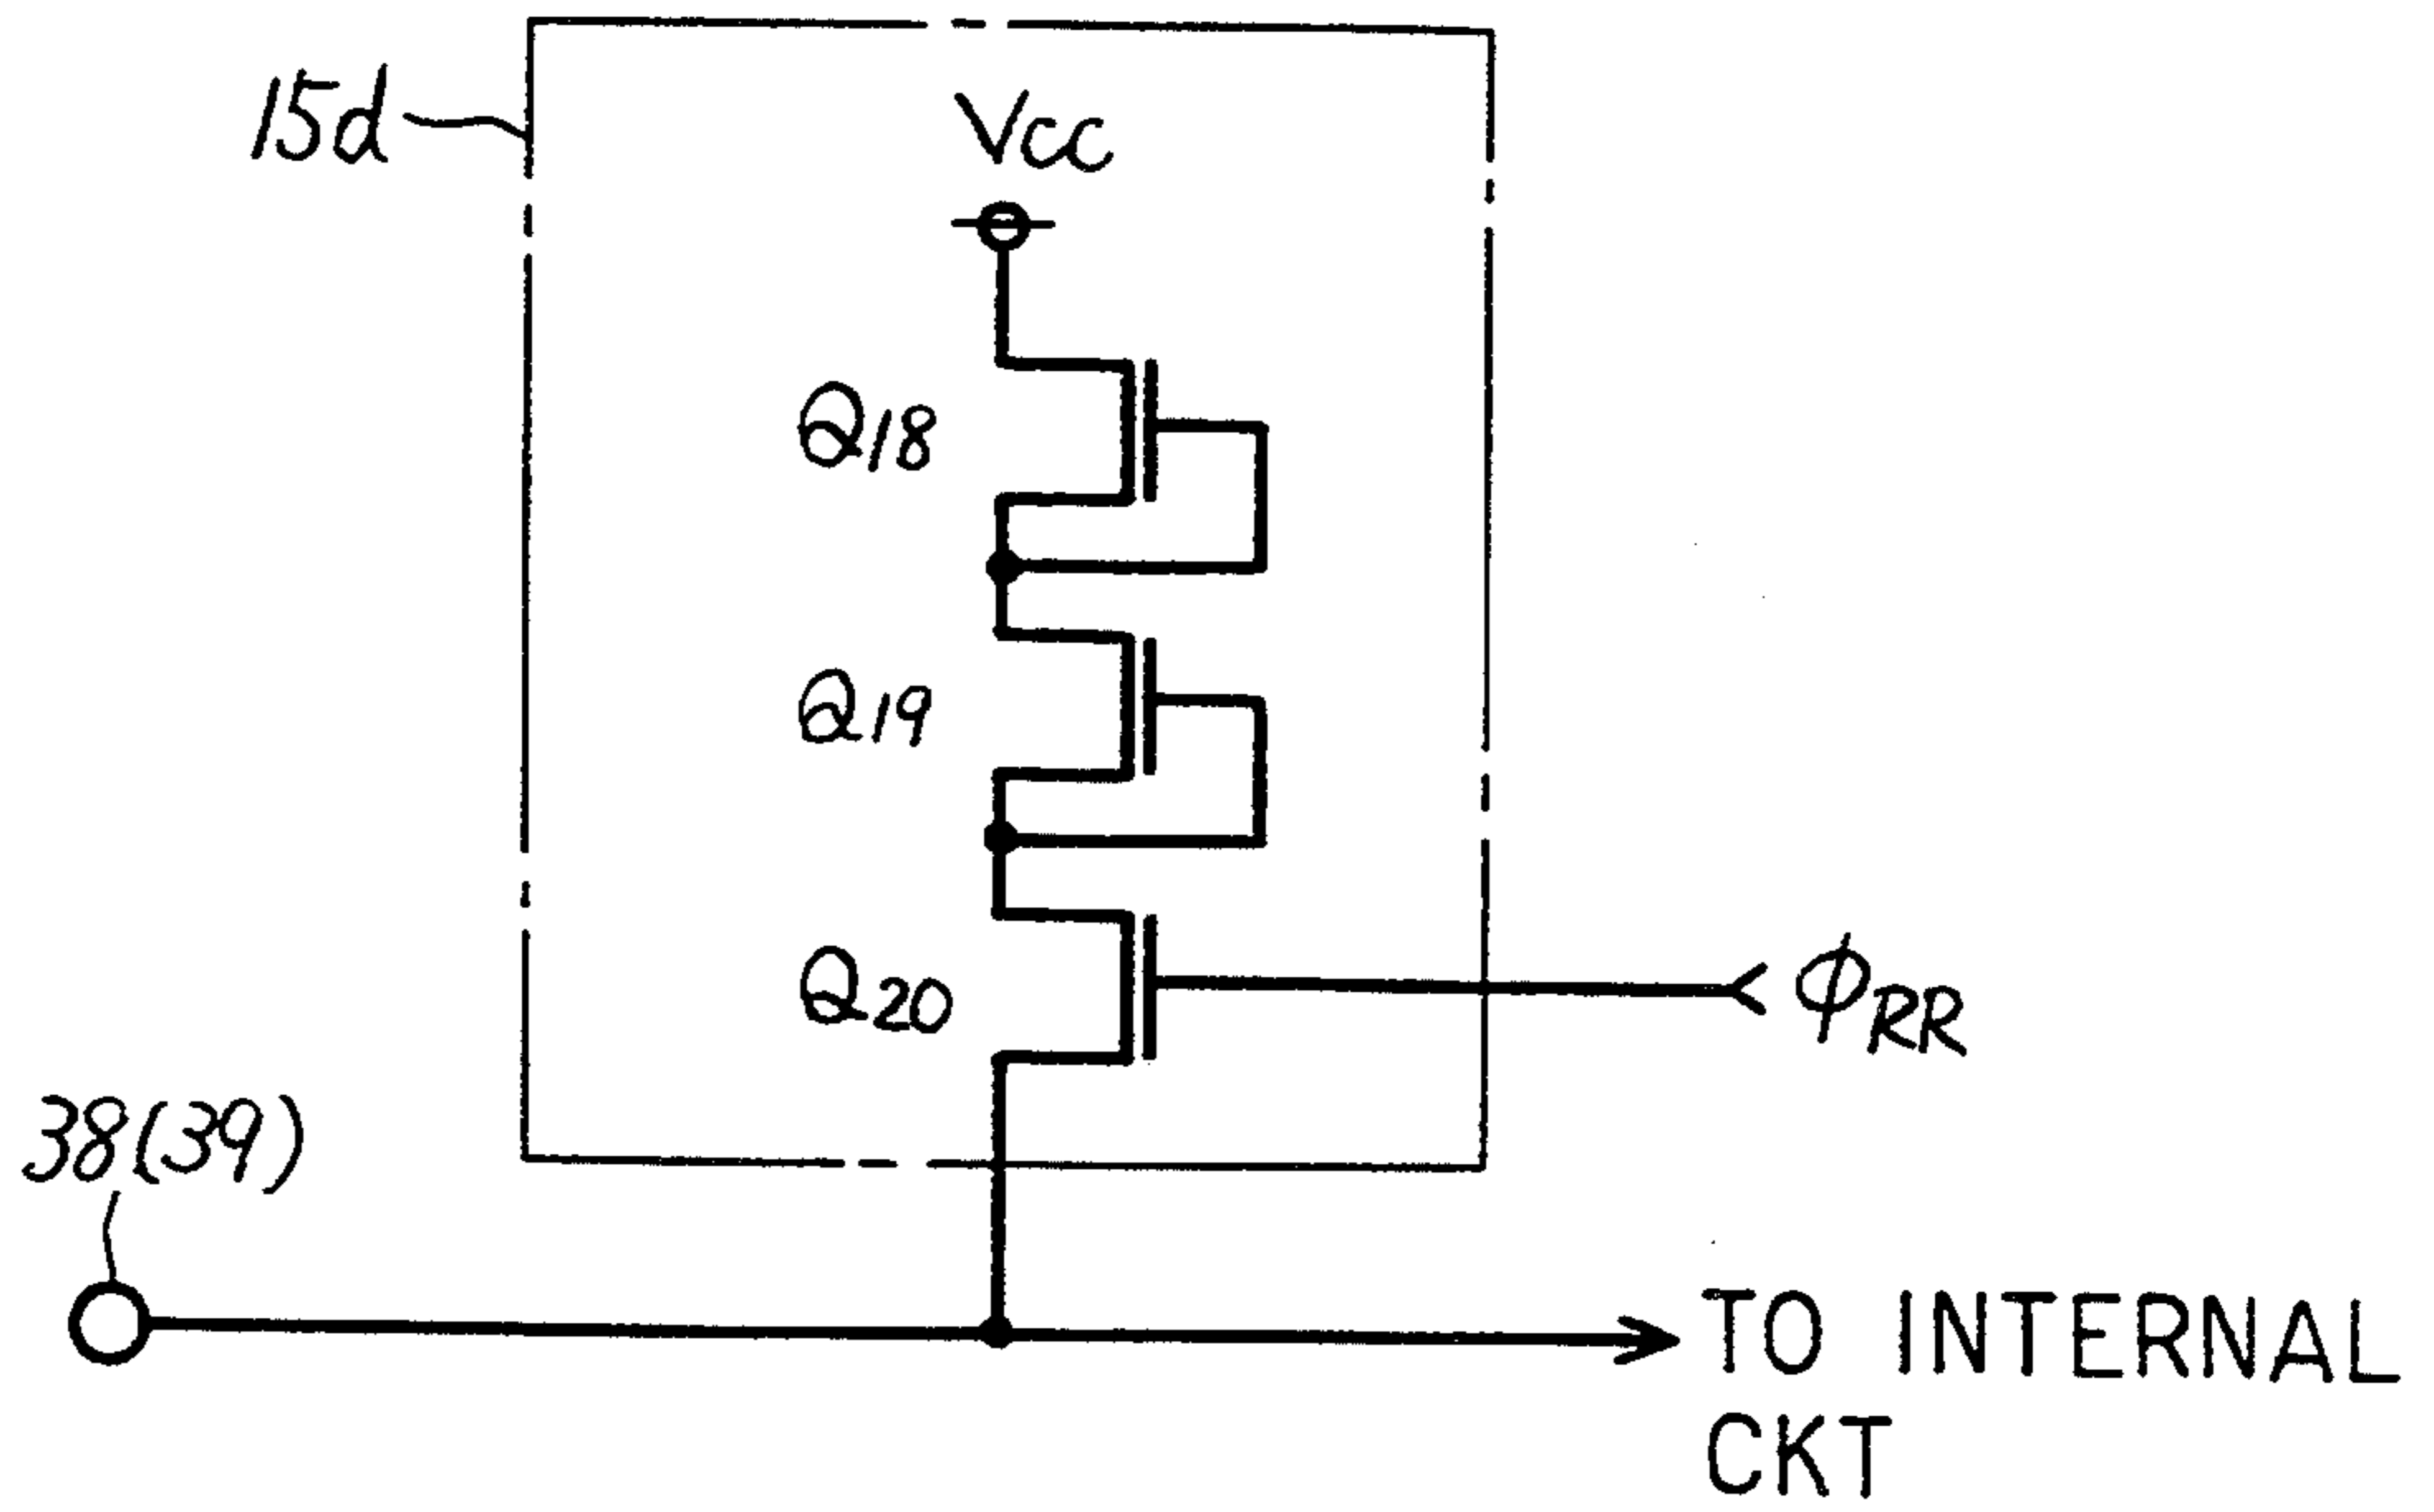 15d
Vcc
Q18
Q19
Q20
ϕRR
38(39)
TO INTERNAL
CKT